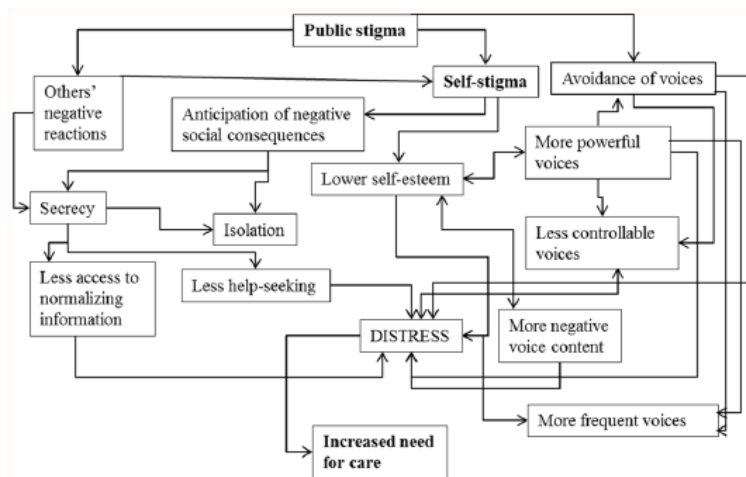 Public stigma
Others'
negative
reactions
Self-stigma
Avoidance of voices
Anticipation of negative
social consequences
More powerful
voices
Lower self-esteem
Secrecy
Isolation
Less controllable
voices
Less access to
normalizing
information
Less help-seeking
DISTRESS
More negative
voice content
More frequent voices
Increased need
for care